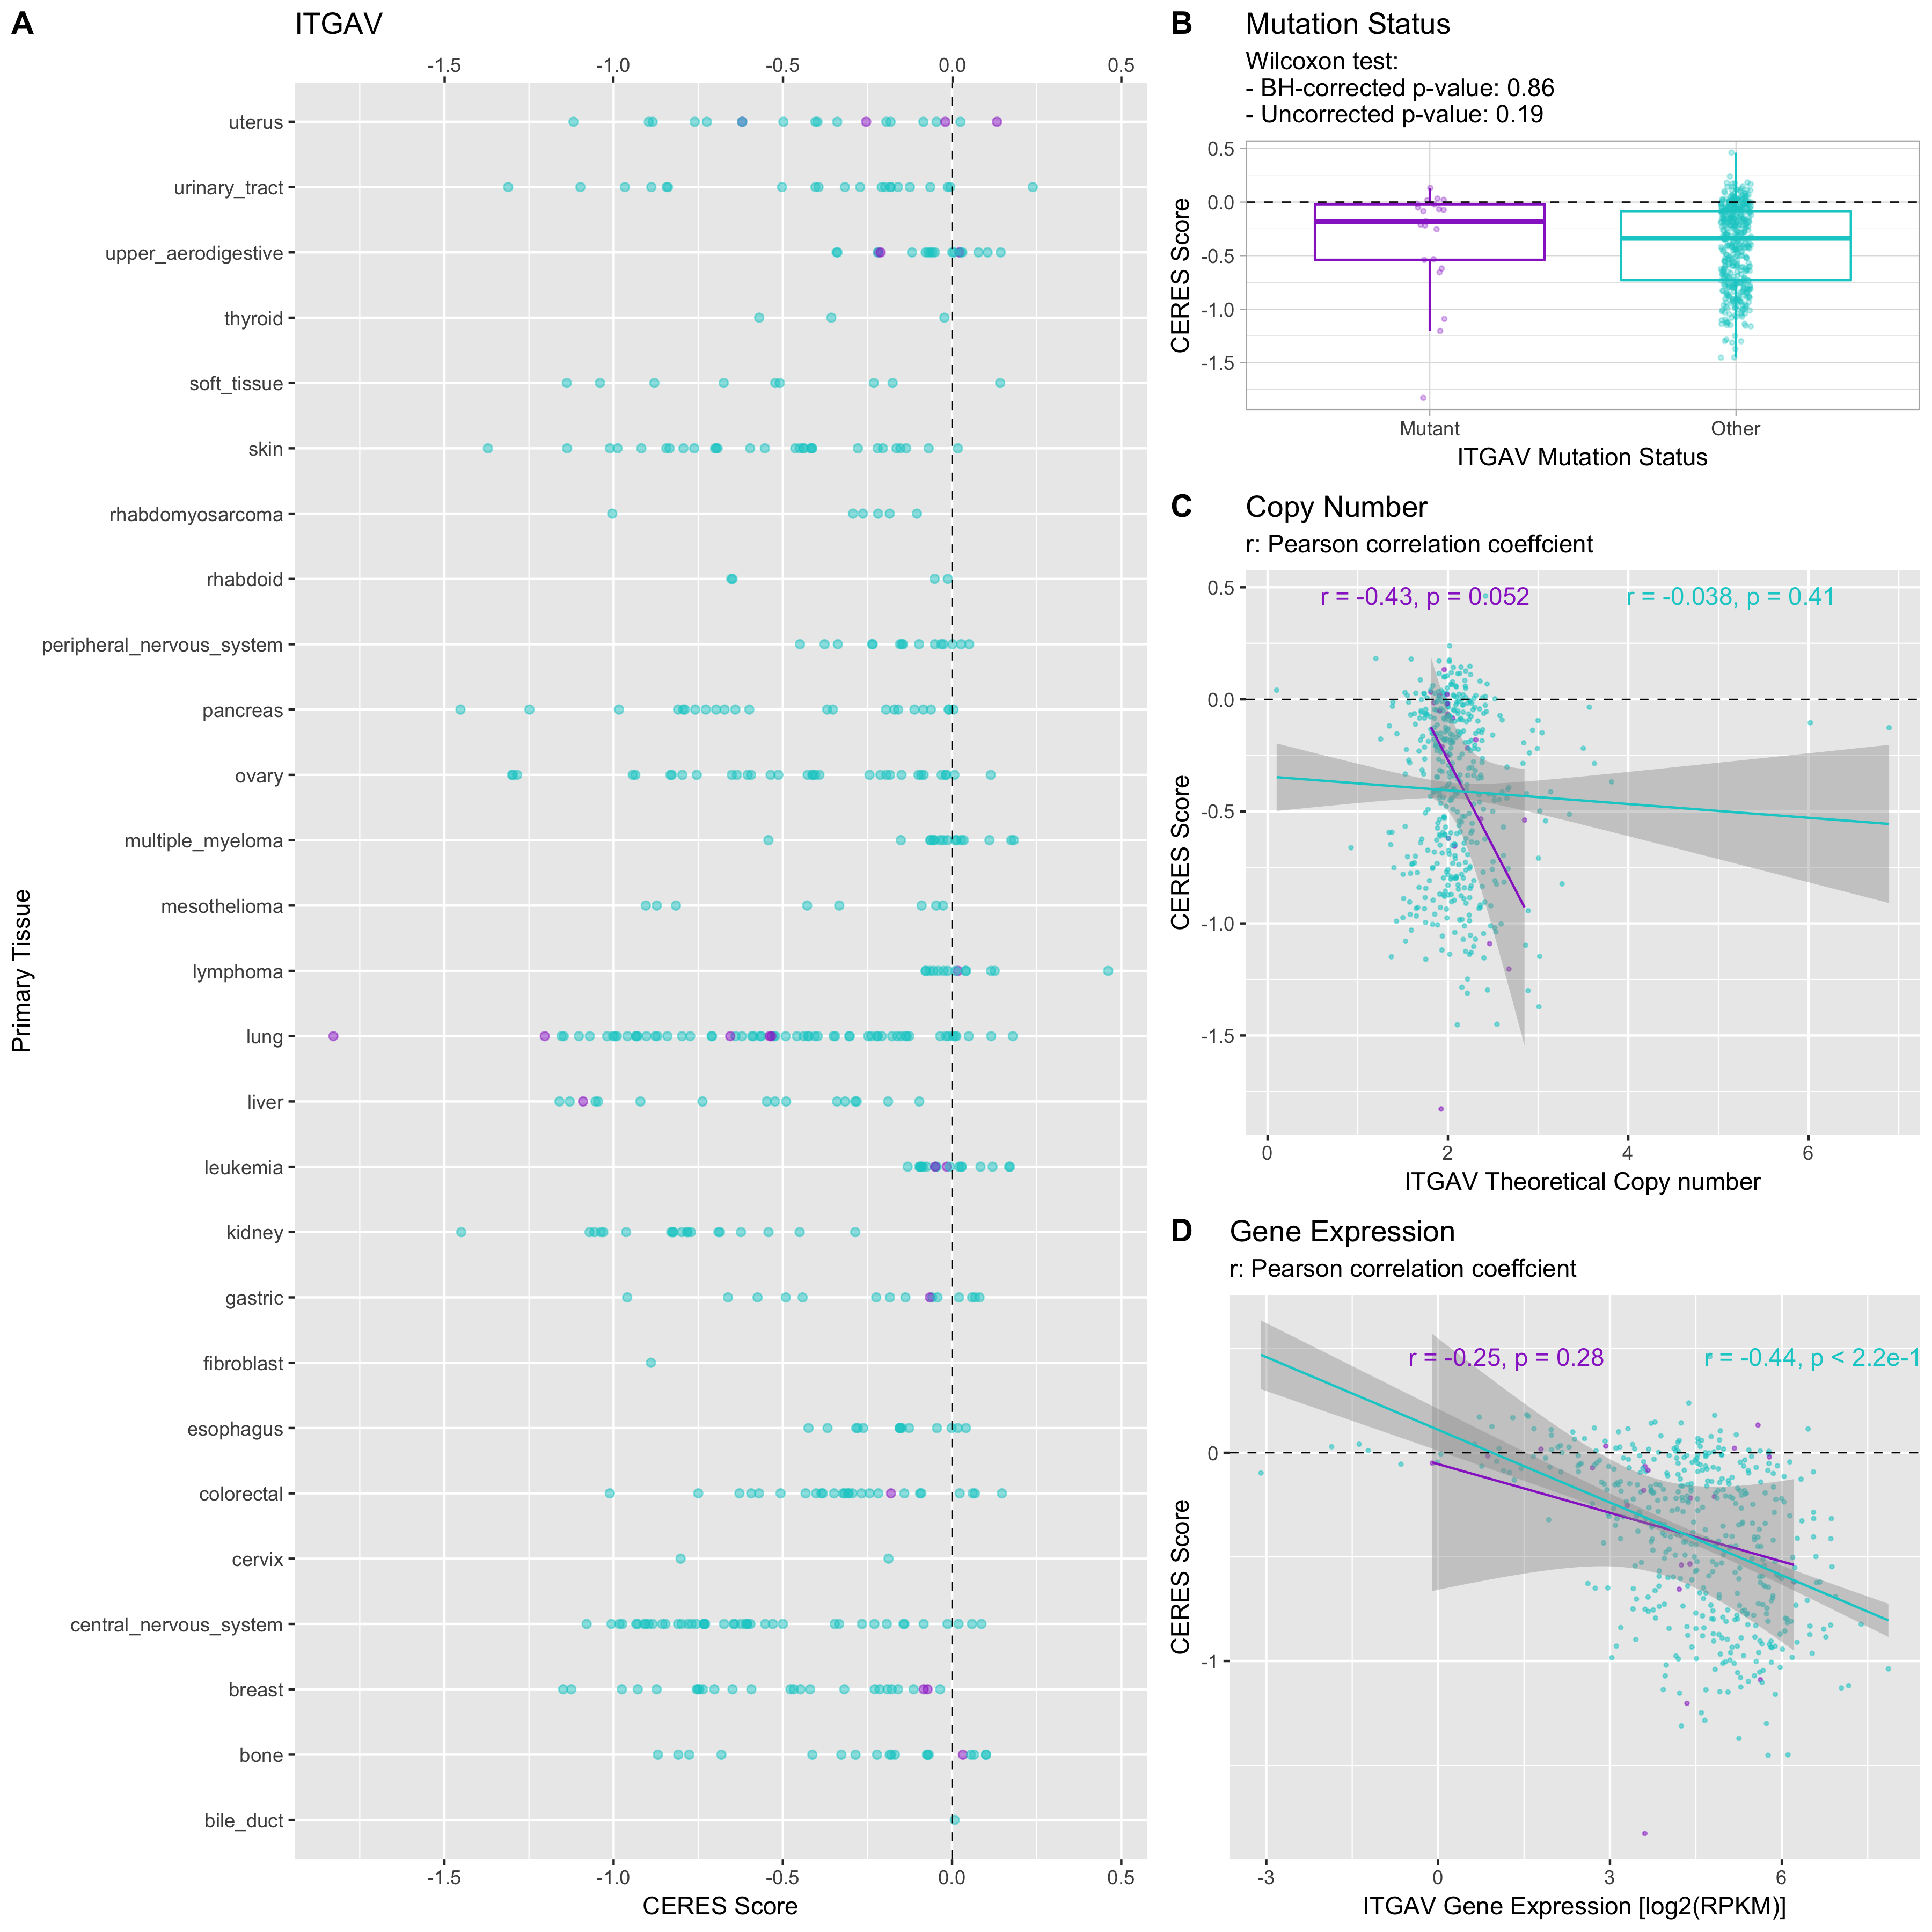 A
ITGAV
-1.5 -1.0 -0.5 0.0 0.5
uterus
urinary_tract
upper_aerodigestive
thyroid
soft_tissue
skin
rhabdomyosarcoma
rhabdoid
peripheral_nervous_system
pancreas
ovary
multiple_myeloma
mesothelioma
lymphoma
lung
liver
leukemia
kidney
gastric
fibroblast
esophagus
colorectal
cervix
central_nervous_system
breast
bone
bile_duct
Primary Tissue
-1.5 -1.0 -0.5 0.0 0.5
CERES Score
B
Mutation Status
Wilcoxon test:
- BH-corrected p-value: 0.86
- Uncorrected p-value: 0.19
0.5
0.0
-0.5
-1.0
-1.5
CERES Score
Mutant Other
ITGAV Mutation Status
C
Copy Number
r: Pearson correlation coeffcient
r = -0.43, p = 0.052
r = -0.038, p = 0.41
0.5
0.0
-0.5
-1.0
-1.5
CERES Score
0 2 4 6
ITGAV Theoretical Copy number
D
Gene Expression
r: Pearson correlation coeffcient
r = -0.25, p = 0.28
r = -0.44, p < 2.2e-1
0
-1
CERES Score
-3 0 3 6
ITGAV Gene Expression [log2(RPKM)]